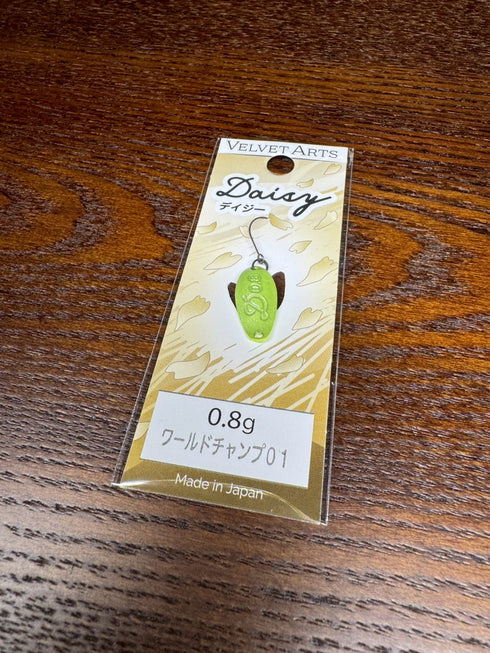 VELVET ARTS
Daisy
デイジー
0.8g
ワールドチャンプ01
Made in Japan